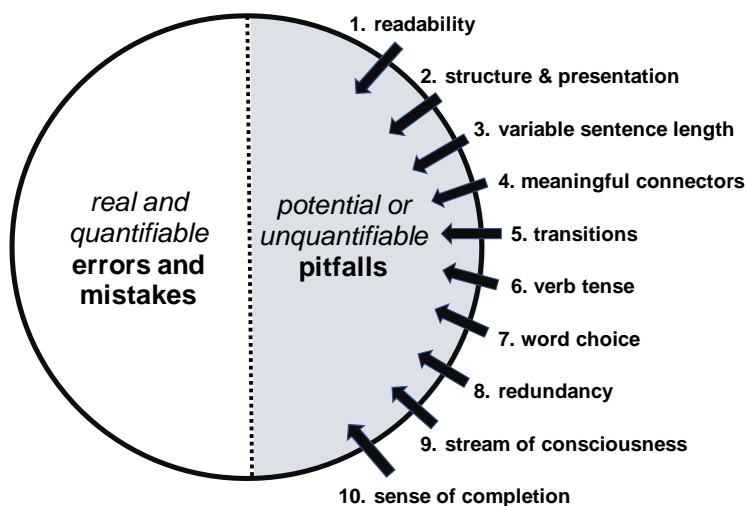 1. readability
2. structure & presentation
3. variable sentence length
4. meaningful connectors
5. transitions
6. verb tense
7. word choice
8. redundancy
9. stream of consciousness
10. sense of completion
real and
quantifiable
errors and
mistakes
potential or
unquantifiable
pitfalls